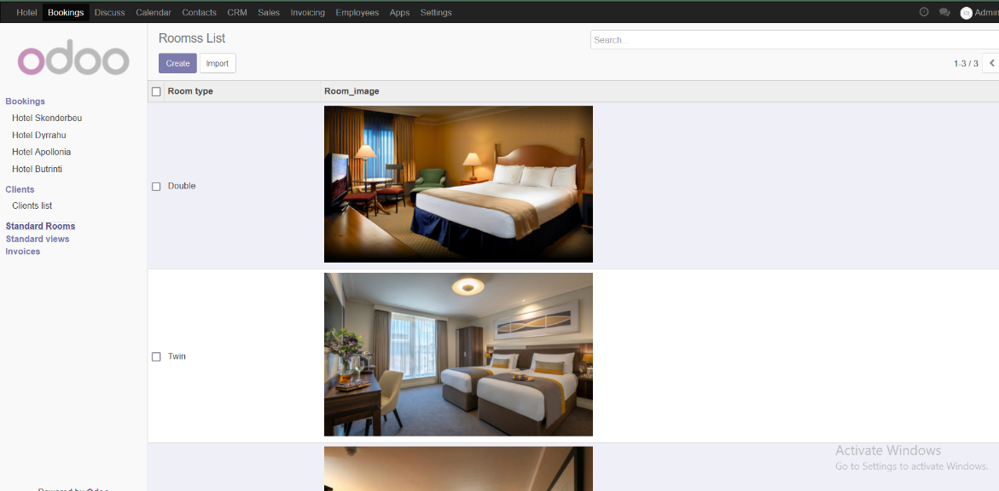 Hotel Bookings Discuss Calendar Contacts CRM Sales Invoicing Employees Apps Settings Admin
odoo
Roomss List
Search...
Create Import
1-3 / 3
Room type Room_image
Bookings
Hotel Skenderbeu
Hotel Dyrrahu
Hotel Apollonia
Hotel Butrinti
Clients
Clients list
Standard Rooms
Standard views
Invoices
Double
Twin
Activate Windows
Go to Settings to activate Windows.
Powered by Odoo